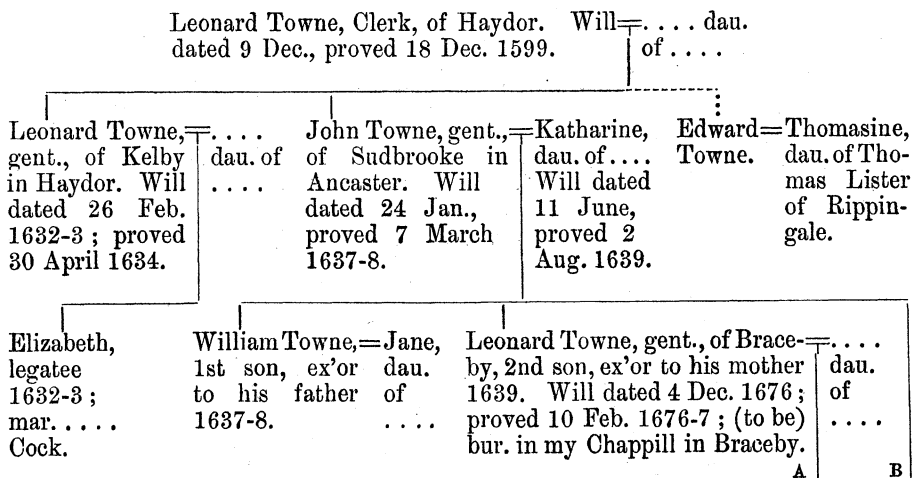 Leonard Towne, Clerk, of Haydor. Will=. . . . dau.
dated 9 Dec., proved 18 Dec. 1599. of . . . .
Leonard Towne,=. . . .
gent., of Kelby dau. of
in Haydor. Will . . . .
dated 26 Feb.
1632-3 ; proved
30 April 1634.
John Towne, gent.,=Katharine,
of Sudbrooke in dau. of . . . .
Ancaster. Will Will dated
dated 24 Jan., 11 June,
proved 7 March proved 2
1637-8. Aug. 1639.
Edward=Thomasine,
Towne. dau. of Tho-
mas Lister
of Rippin-
gale.
Elizabeth,
legatee
1632-3 ;
mar. . . . .
Cock.
William Towne,=Jane,
1st son, ex'or dau.
to his father of
1637-8. . . . .
Leonard Towne, gent., of Brace-=. . . .
by, 2nd son, ex'or to his mother dau.
1639. Will dated 4 Dec. 1676 ; of
proved 10 Feb. 1676-7 ; (to be) . . . .
bur. in my Chappill in Braceby.
A B